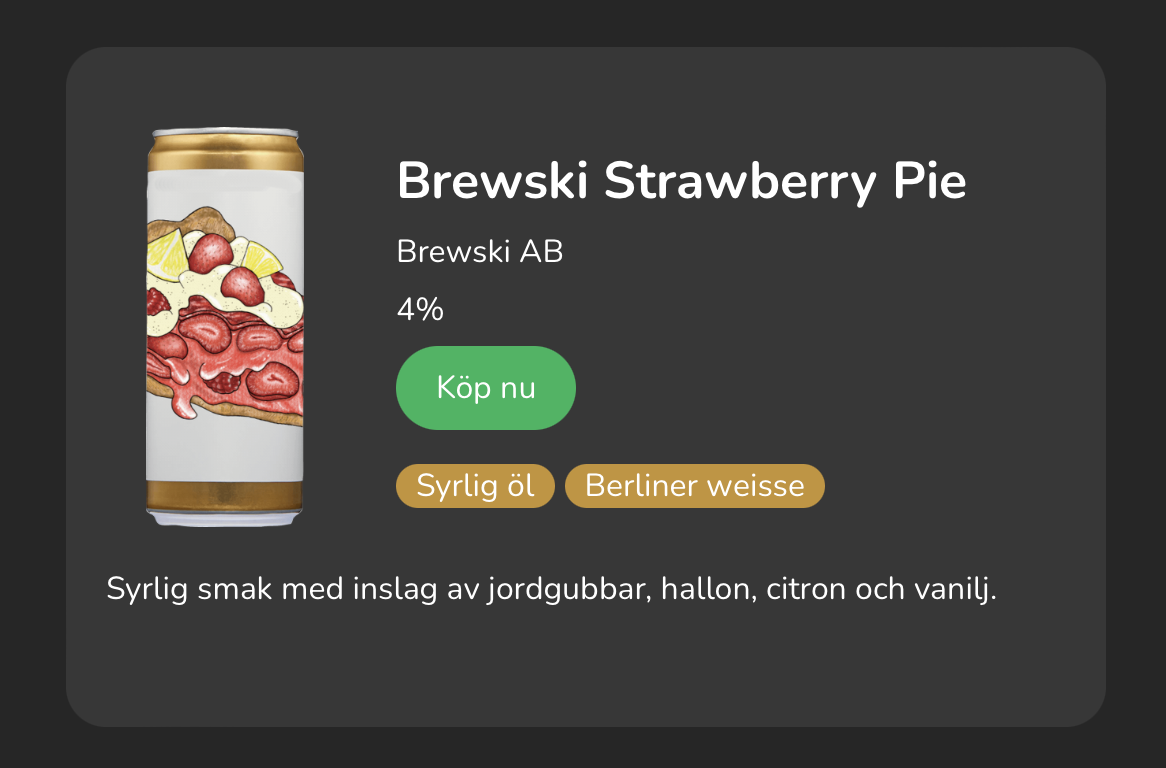 Brewski Strawberry Pie
Brewski AB
4%
Köp nu
Syrlig öl Berliner weisse
Syrlig smak med inslag av jordgubbar, hallon, citron och vanilj.